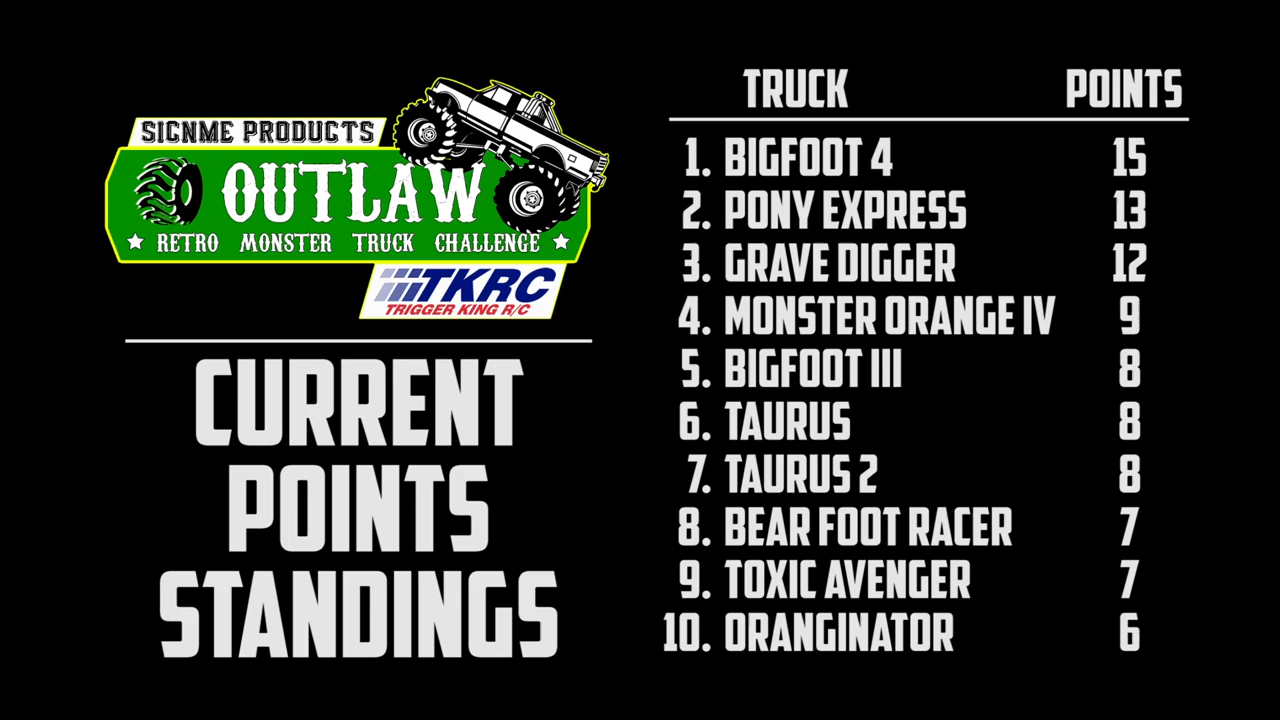 SICNME PRODUCTS
OUTLAW
RETRO MONSTER TRUCK CHALLENGE
TKRC
TRIGGER KING R/C
CURRENT
POINTS
STANDINGS
TRUCK POINTS
1. BIGFOOT 4 15
2. PONY EXPRESS 13
3. GRAVE DIGGER 12
4. MONSTER ORANGE IV 9
5. BIGFOOT III 8
6. TAURUS 8
7. TAURUS 2 8
8. BEAR FOOT RACER 7
9. TOXIC AVENGER 7
10. ORANGINATOR 6